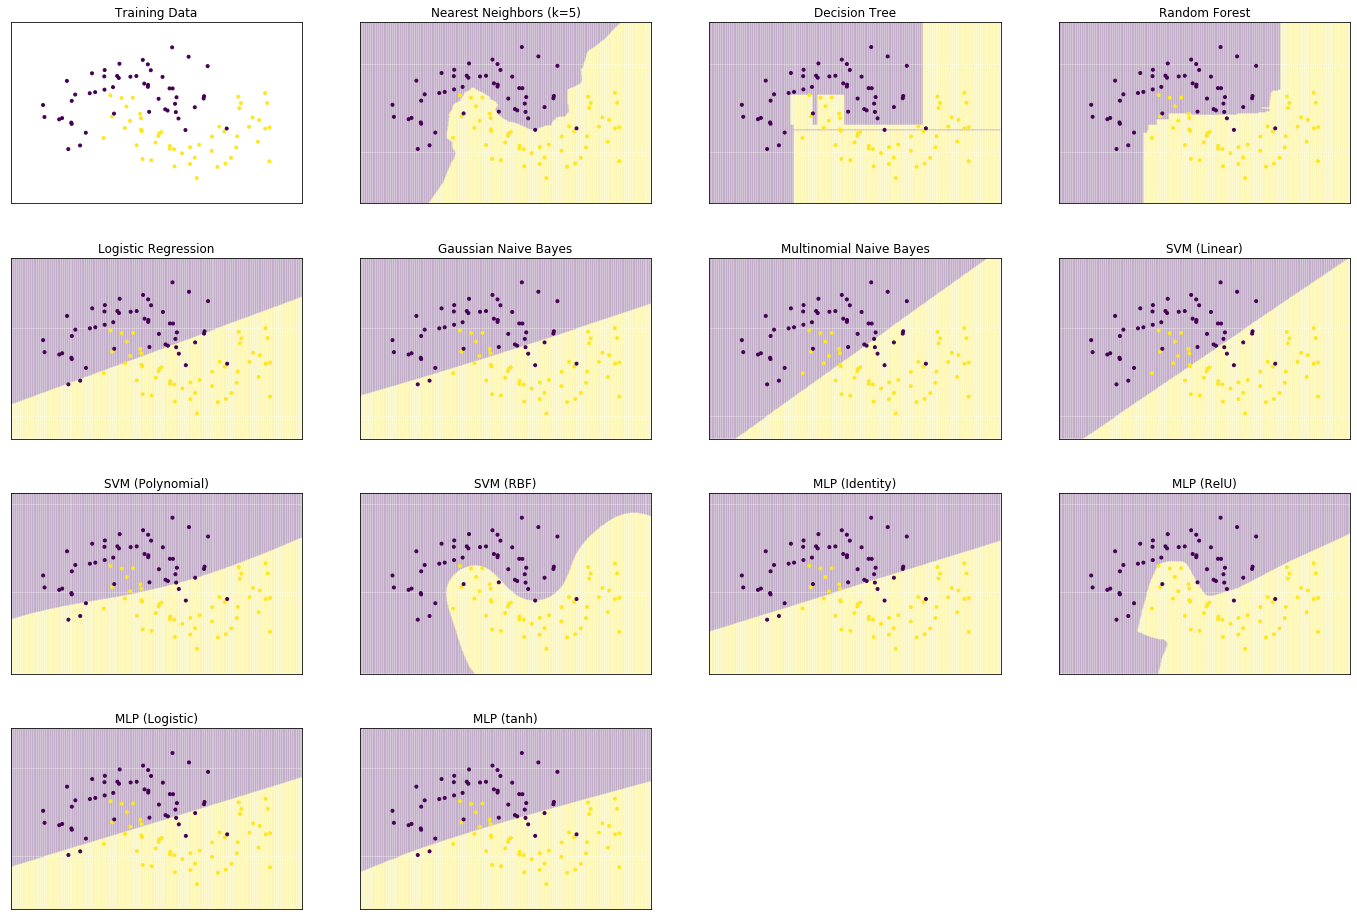 Training Data
Nearest Neighbors (k=5)
Decision Tree
Random Forest
Logistic Regression
Gaussian Naive Bayes
Multinomial Naive Bayes
SVM (Linear)
SVM (Polynomial)
SVM (RBF)
MLP (Identity)
MLP (RelU)
MLP (Logistic)
MLP (tanh)